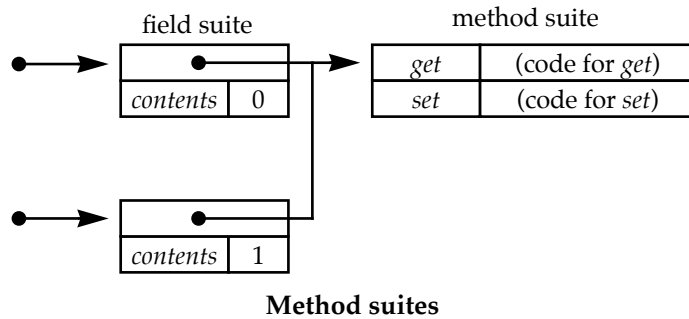 field suite
method suite
get (code for get)
contents 0
set (code for set)
contents 1
Method suites